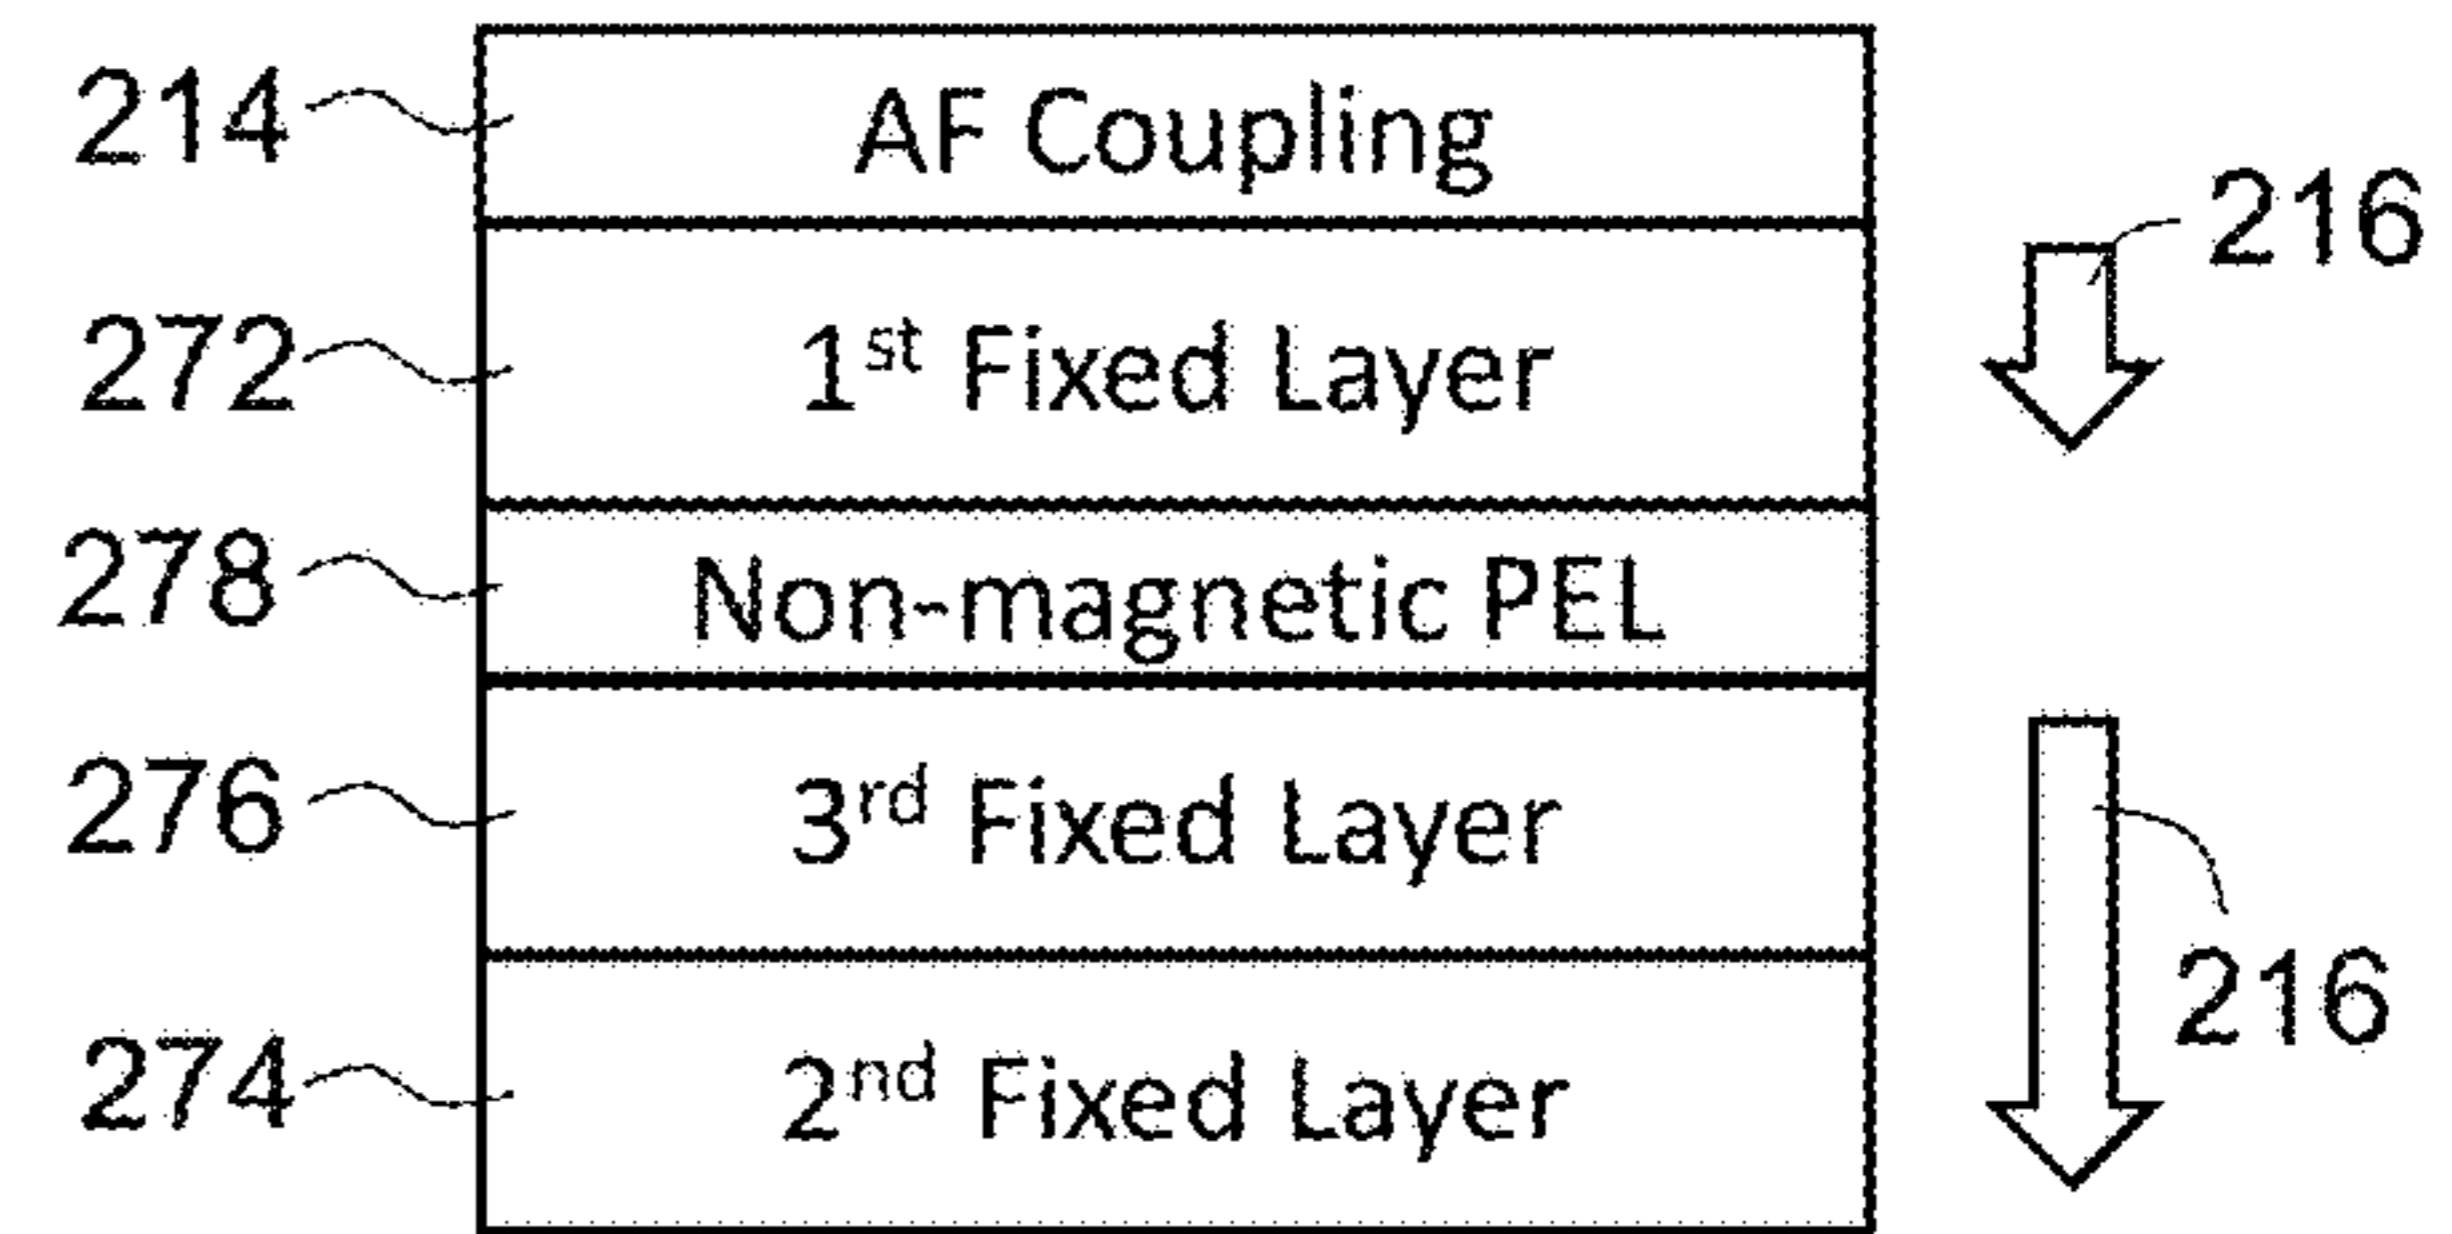 214 AF Coupling
216
272 1st Fixed Layer
278 Non-magnetic PEL
276 3rd Fixed Layer
216
274 2nd Fixed Layer